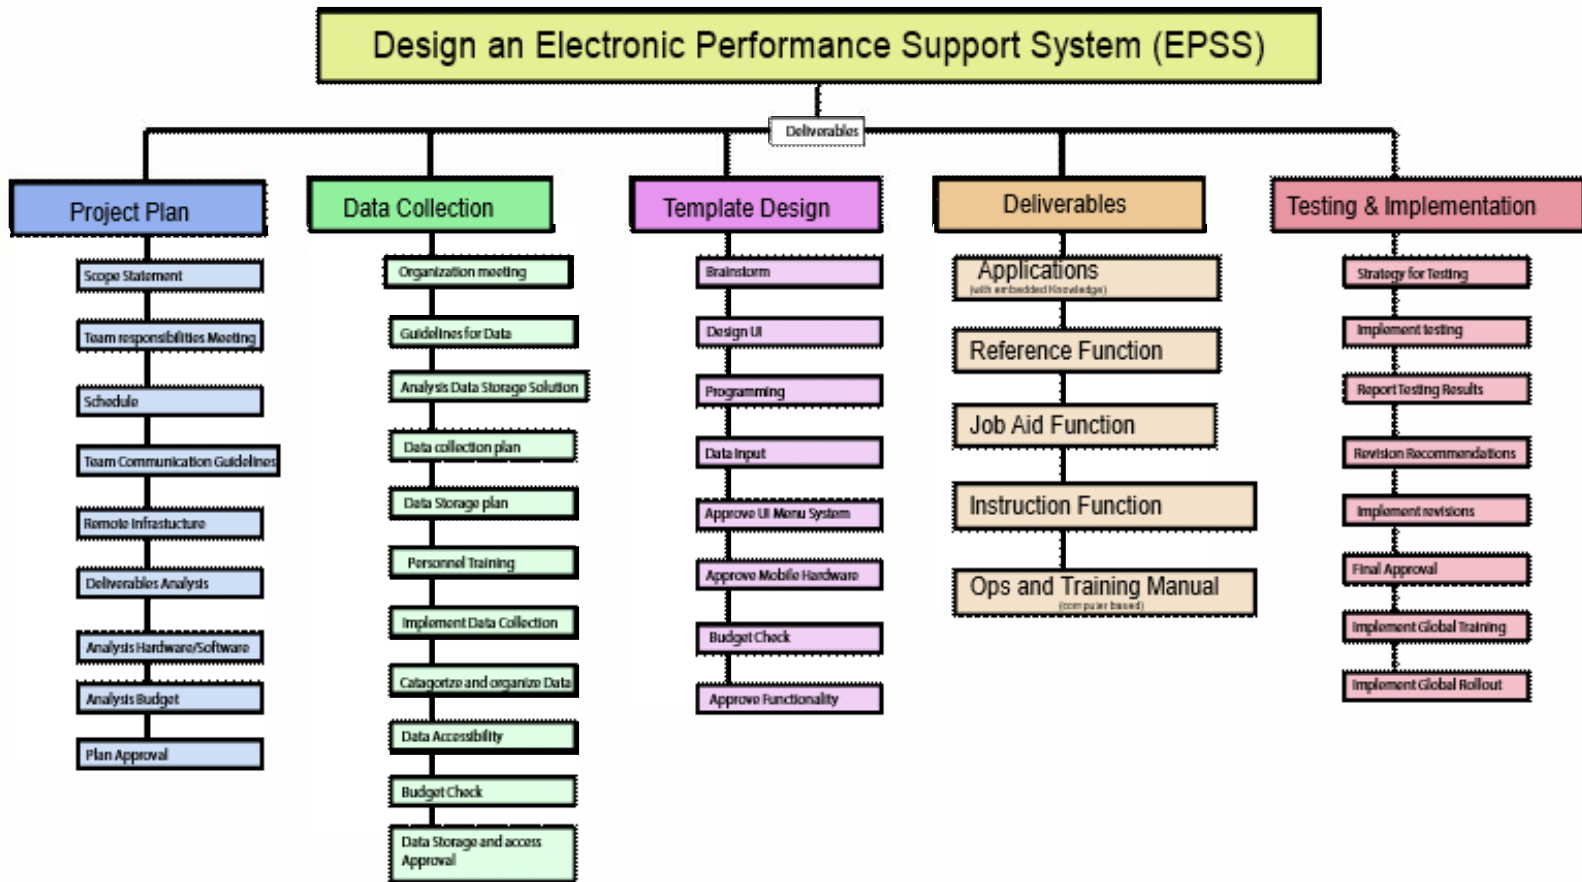 Design an Electronic Performance Support System (EPSS)
Deliverables
Project Plan
Scope Statement
Team responsibilities Meeting
Schedule
Team Communication Guidelines
Remote Infrastucture
Deliverables Analysis
Analysis Hardware/Software
Analysis Budget
Plan Approval
Data Collection
Organization meeting
Guidelines for Data
Analysis Data Storage Solution
Data collection plan
Data Storage plan
Personnel Training
Implement Data Collection
Catagorize and organize Data
Data Accessibility
Budget Check
Data Storage and access
Approval
Template Design
Brainstorm
Design UI
Programming
Data Input
Approve UI Menu System
Approve Mobile Hardware
Budget Check
Approve Functionality
Deliverables
Applications
(with embedded Knowledge)
Reference Function
Job Aid Function
Instruction Function
Ops and Training Manual
(computer based)
Testing & Implementation
Strategy for Testing
Implement testing
Report Testing Results
Revision Recommendations
Implement revisions
Final Approval
Implement Global Training
Implement Global Rollout